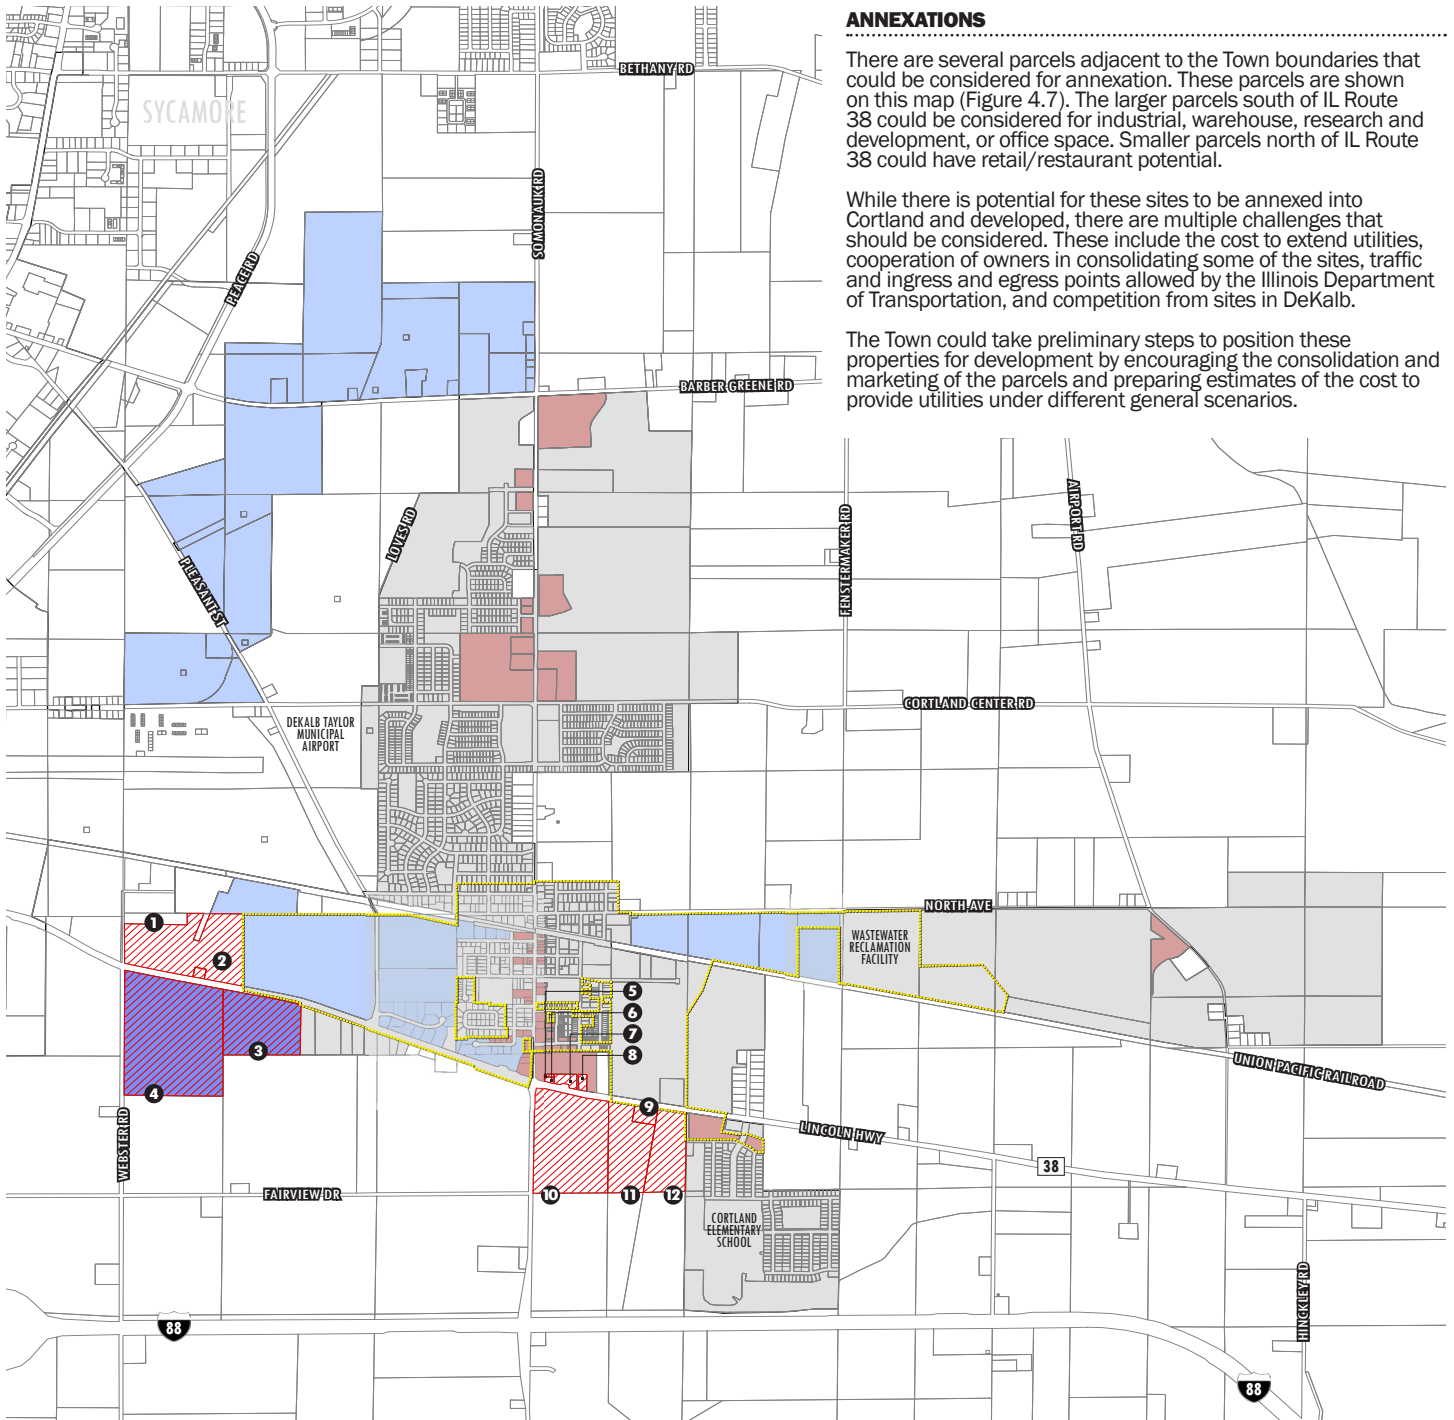 ANNEXATIONS
There are several parcels adjacent to the Town boundaries that
could be considered for annexation. These parcels are shown
on this map (Figure 4.7). The larger parcels south of IL Route
38 could be considered for industrial, warehouse, research and
development, or office space. Smaller parcels north of IL Route
38 could have retail/restaurant potential.
While there is potential for these sites to be annexed into
Cortland and developed, there are multiple challenges that
should be considered. These include the cost to extend utilities,
cooperation of owners in consolidating some of the sites, traffic
and ingress and egress points allowed by the Illinois Department
of Transportation, and competition from sites in DeKalb.
The Town could take preliminary steps to position these
properties for development by encouraging the consolidation and
marketing of the parcels and preparing estimates of the cost to
provide utilities under different general scenarios.
BETHANY RD
SYCAMORE
SOMONAUK RD
PEACE RD
BARBER GREENE RD
LOVES RD
FENSTERMAKER RD
AIRPORT RD
PLEASANT ST
CORTLAND CENTER RD
DEKALB TAYLOR
MUNICIPAL
AIRPORT
NORTH AVE
WASTEWATER
RECLAMATION
FACILITY
1
2
3
4
5
6
7
8
9
10
11
12
UNION PACIFIC RAILROAD
LINCOLN HWY
38
WEBSTER RD
FAIRVIEW DR
CORTLAND
ELEMENTARY
SCHOOL
HINCKLEY RD
88
88